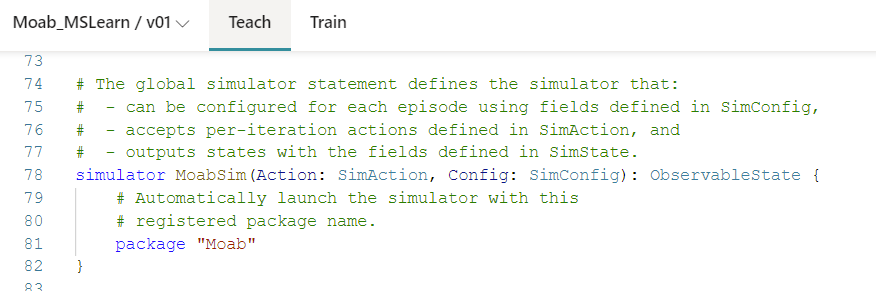 Moab_MSLearn / v01 Teach Train
73
74 # The global simulator statement defines the simulator that:
75 #  - can be configured for each episode using fields defined in SimConfig,
76 #  - accepts per-iteration actions defined in SimAction, and
77 #  - outputs states with the fields defined in SimState.
78 simulator MoabSim(Action: SimAction, Config: SimConfig): ObservableState {
79     # Automatically launch the simulator with this
80     # registered package name.
81     package "Moab"
82 }
83